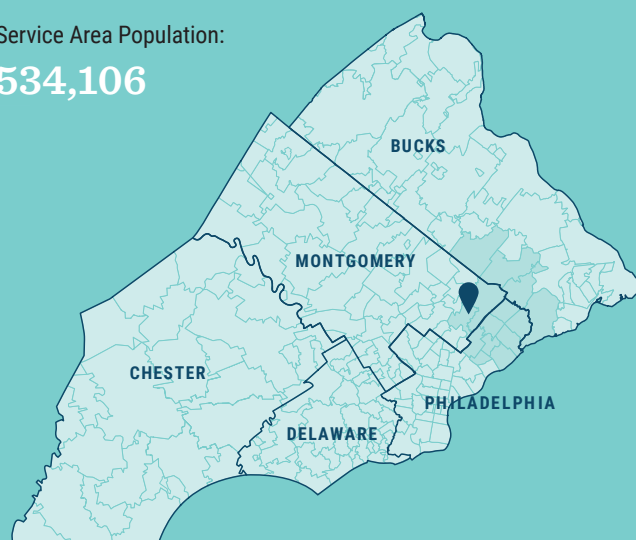 Service Area Population:
534,106
BUCKS
MONTGOMERY
CHESTER
PHILADELPHIA
DELAWARE